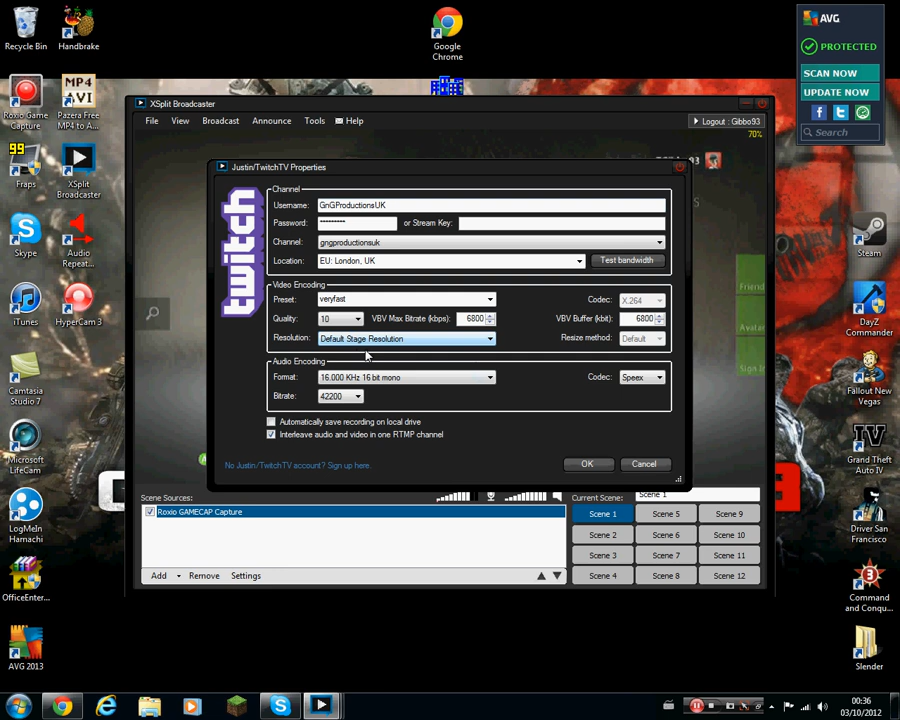 Recycle Bin
Handbrake
Google Chrome
AVG
PROTECTED
SCAN NOW
UPDATE NOW
Search
Roxio Game Capture
MP4 AVI
Pazera Free MP4 to A...
99
Fraps
XSplit Broadcaster
Skype
Audio Repeat...
iTunes
HyperCam 3
Camtasia Studio 7
Microsoft LifeCam
LogMeIn Hamachi
OfficeEnter...
AVG 2013
Steam
DayZ Commander
Fallout New Vegas
Grand Theft Auto IV
Driver San Francisco
Command and Conqu...
Slender
XSplit Broadcaster
File View Broadcast Announce Tools Help
Logout : Gibbo93
70%
Justin/TwitchTV Properties
twitch
Channel
Username: GnGProductionsUK
Password: ********* or Stream Key:
Channel: gngproductionsuk
Location: EU: London, UK Test bandwidth
Video Encoding
Preset: veryfast Codec: X.264
Quality: 10 VBV Max Bitrate (kbps): 6800 VBV Buffer (kbit): 6800
Resolution: Default Stage Resolution Resize method: Default
Audio Encoding
Format: 16.000 KHz 16 bit mono Codec: Speex
Bitrate: 42200
Automatically save recording on local drive
Interleave audio and video in one RTMP channel
No Justin/TwitchTV account? Sign up here.
OK Cancel
Friend
Avatar
Scene Sources:
Current Scene: Scene 1
Roxio GAMECAP Capture
Scene 1 Scene 5 Scene 9
Scene 2 Scene 6 Scene 10
Scene 3 Scene 7 Scene 11
Scene 4 Scene 8 Scene 12
Add Remove Settings
00:36
03/10/2012